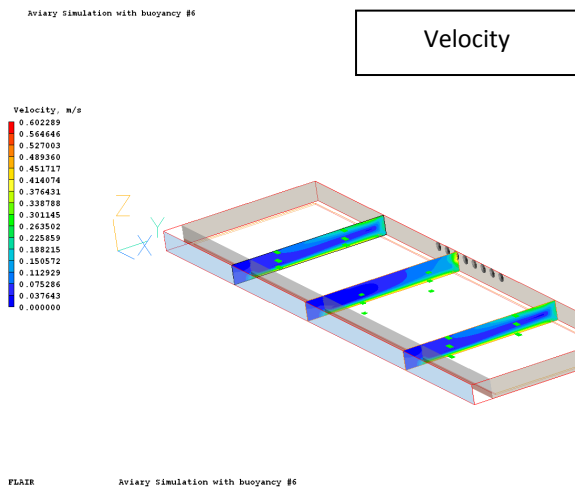 Aviary Simulation with buoyancy #6
Velocity
Velocity, m/s
0.602289
0.564646
0.527003
0.489360
0.451717
0.414074
0.376431
0.338788
0.301145
0.263502
0.225859
0.188215
0.150572
0.112929
0.075286
0.037643
0.000000
Z
Y
X
FLAIR Aviary Simulation with buoyancy #6